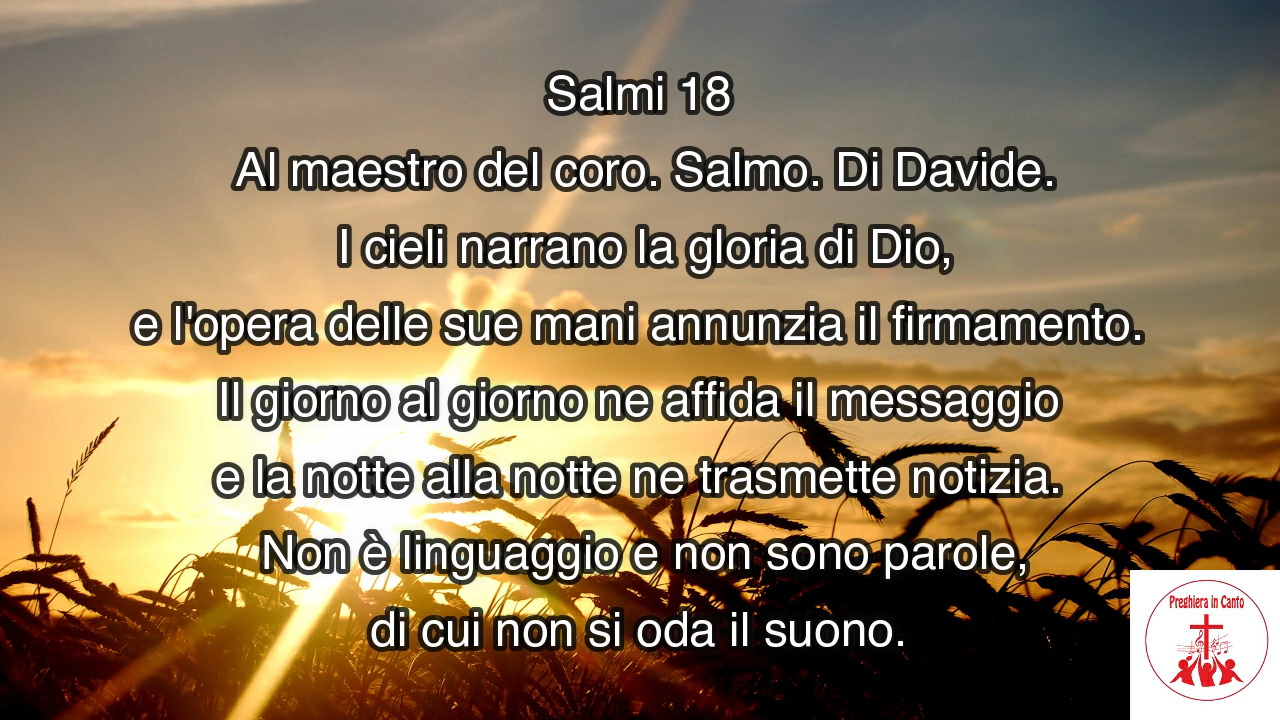 Salmi 18
Al maestro del coro. Salmo. Di Davide.
I cieli narrano la gloria di Dio,
e l'opera delle sue mani annunzia il firmamento.
Il giorno al giorno ne affida il messaggio
e la notte alla notte ne trasmette notizia.
Non è linguaggio e non sono parole,
di cui non si oda il suono.
Preghiera in Canto